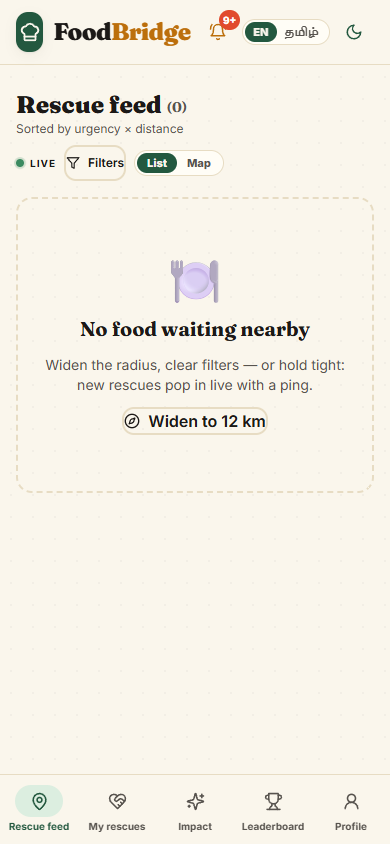 FoodBridge
9+
EN
தமிழ்
Rescue feed (0)
Sorted by urgency × distance
LIVE
Filters
List
Map
No food waiting nearby
Widen the radius, clear filters — or hold tight:
new rescues pop in live with a ping.
Widen to 12 km
Rescue feed
My rescues
Impact
Leaderboard
Profile